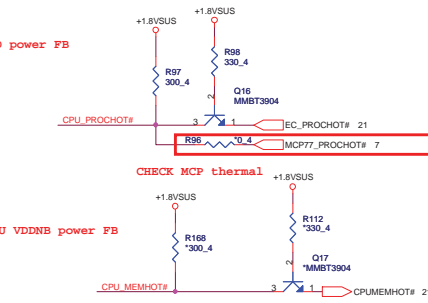 +1.8VSUS
+1.8VSUS
power FB
R98
330_4
R97
300_4
2
Q16
MMBT3904
CPU_PROCHOT#
3
1
EC_PROCHOT# 21
R96
*0_4
MCP77_PROCHOT# 7
CHECK MCP thermal
+1.8VSUS
+1.8VSUS
R112
*330_4
U VDDNB power FB
R168
*300_4
2
Q17
*MMBT3904
CPU_MEMHOT#
3
1
CPUMEMHOT# 2